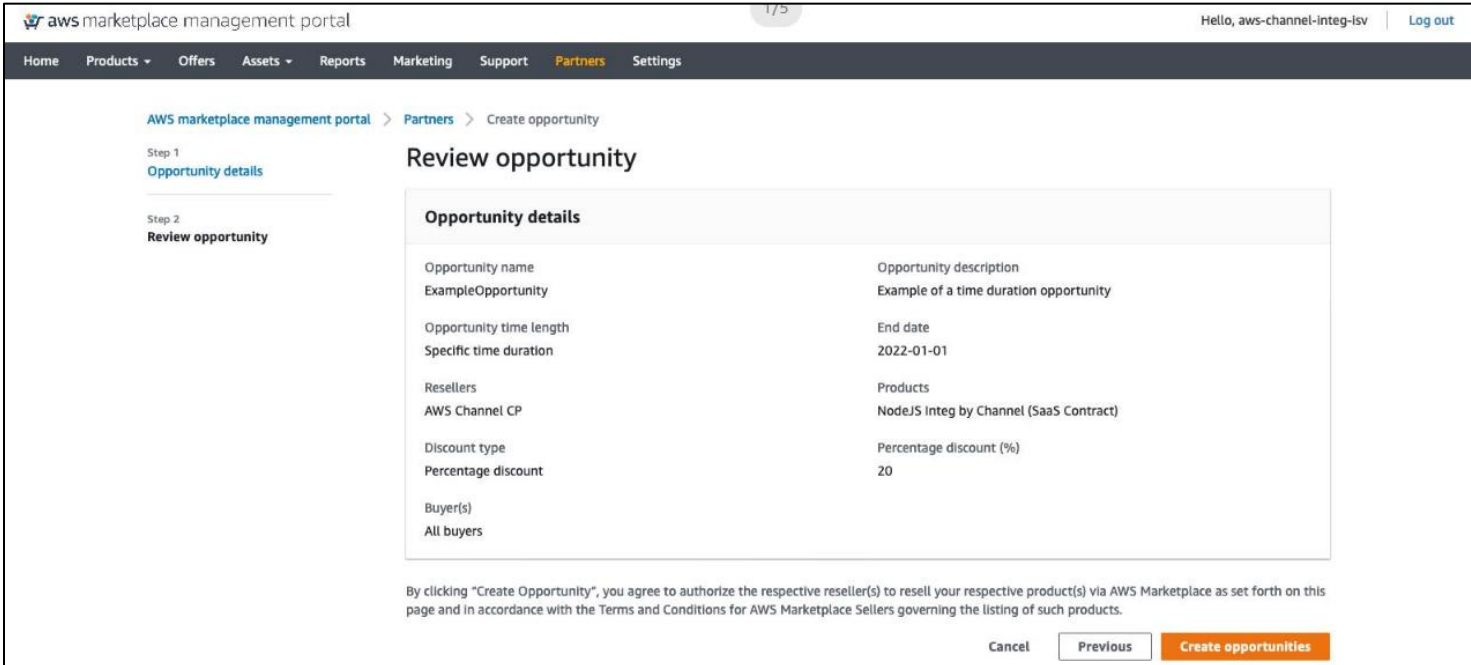 aws marketplace management portal
1/5
Hello, aws-channel-integ-isv
Log out
Home
Products
Offers
Assets
Reports
Marketing
Support
Partners
Settings
AWS marketplace management portal > Partners > Create opportunity
Step 1
Opportunity details
Step 2
Review opportunity
Review opportunity
Opportunity details
Opportunity name
ExampleOpportunity
Opportunity description
Example of a time duration opportunity
Opportunity time length
Specific time duration
End date
2022-01-01
Resellers
AWS Channel CP
Products
NodeJS Integ by Channel (SaaS Contract)
Discount type
Percentage discount
Percentage discount (%)
20
Buyer(s)
All buyers
By clicking "Create Opportunity", you agree to authorize the respective reseller(s) to resell your respective product(s) via AWS Marketplace as set forth on this
page and in accordance with the Terms and Conditions for AWS Marketplace Sellers governing the listing of such products.
Cancel
Previous
Create opportunities